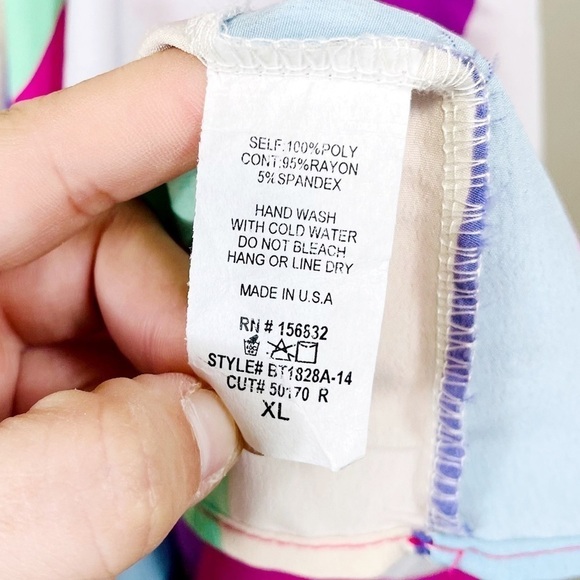 SELF:100%POLY
CONT:95%RAYON
5%SPANDEX
HAND WASH
WITH COLD WATER
DO NOT BLEACH
HANG OR LINE DRY
MADE IN U.S.A
RN # 156832
STYLE# BT1828A-14
CUT# 50170 R
XL